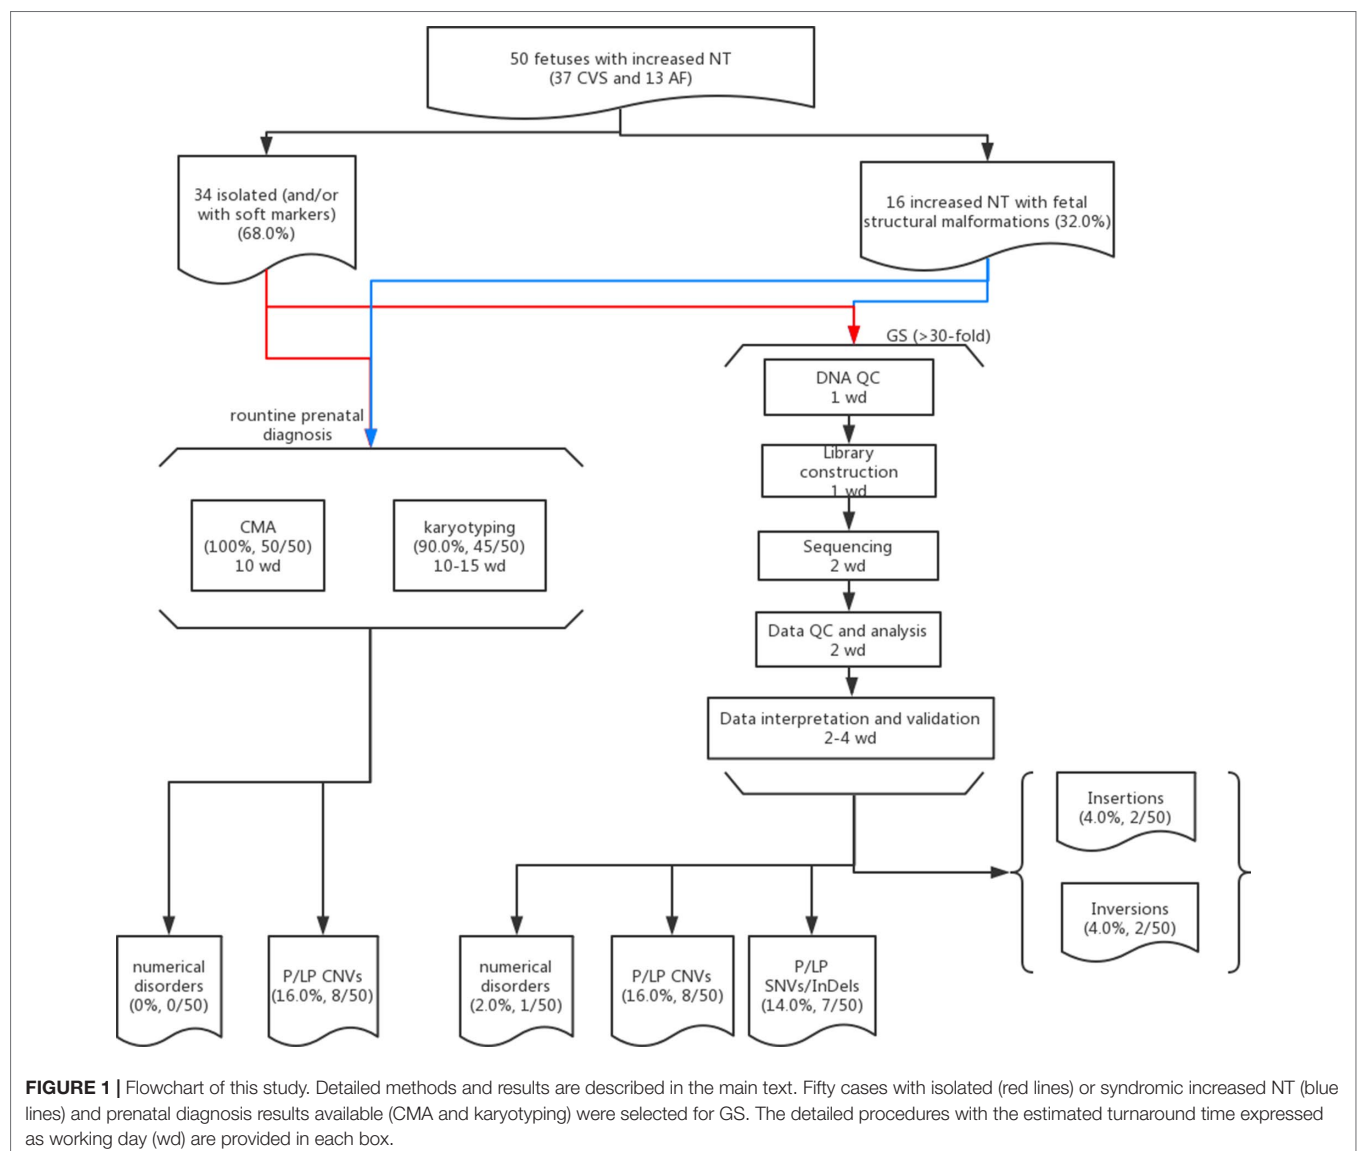 50 fetuses with increased NT
(37 CVS and 13 AF)
34 isolated (and/or
with soft markers)
(68.0%)
16 increased NT with fetal
structural malformations (32.0%)
GS (>30-fold)
DNA QC
1 wd
Library
construction
1 wd
Sequencing
2 wd
Data QC and analysis
2 wd
Data interpretation and validation
2-4 wd
rountine prenatal
diagnosis
CMA
(100%, 50/50)
10 wd
karyotyping
(90.0%, 45/50)
10-15 wd
Insertions
(4.0%, 2/50)
Inversions
(4.0%, 2/50)
numerical
disorders
(0%, 0/50)
P/LP CNVs
(16.0%, 8/50)
numerical
disorders
(2.0%, 1/50)
P/LP CNVs
(16.0%, 8/50)
P/LP
SNVs/InDels
(14.0%, 7/50)
FIGURE 1 | Flowchart of this study. Detailed methods and results are described in the main text. Fifty cases with isolated (red lines) or syndromic increased NT (blue
lines) and prenatal diagnosis results available (CMA and karyotyping) were selected for GS. The detailed procedures with the estimated turnaround time expressed
as working day (wd) are provided in each box.